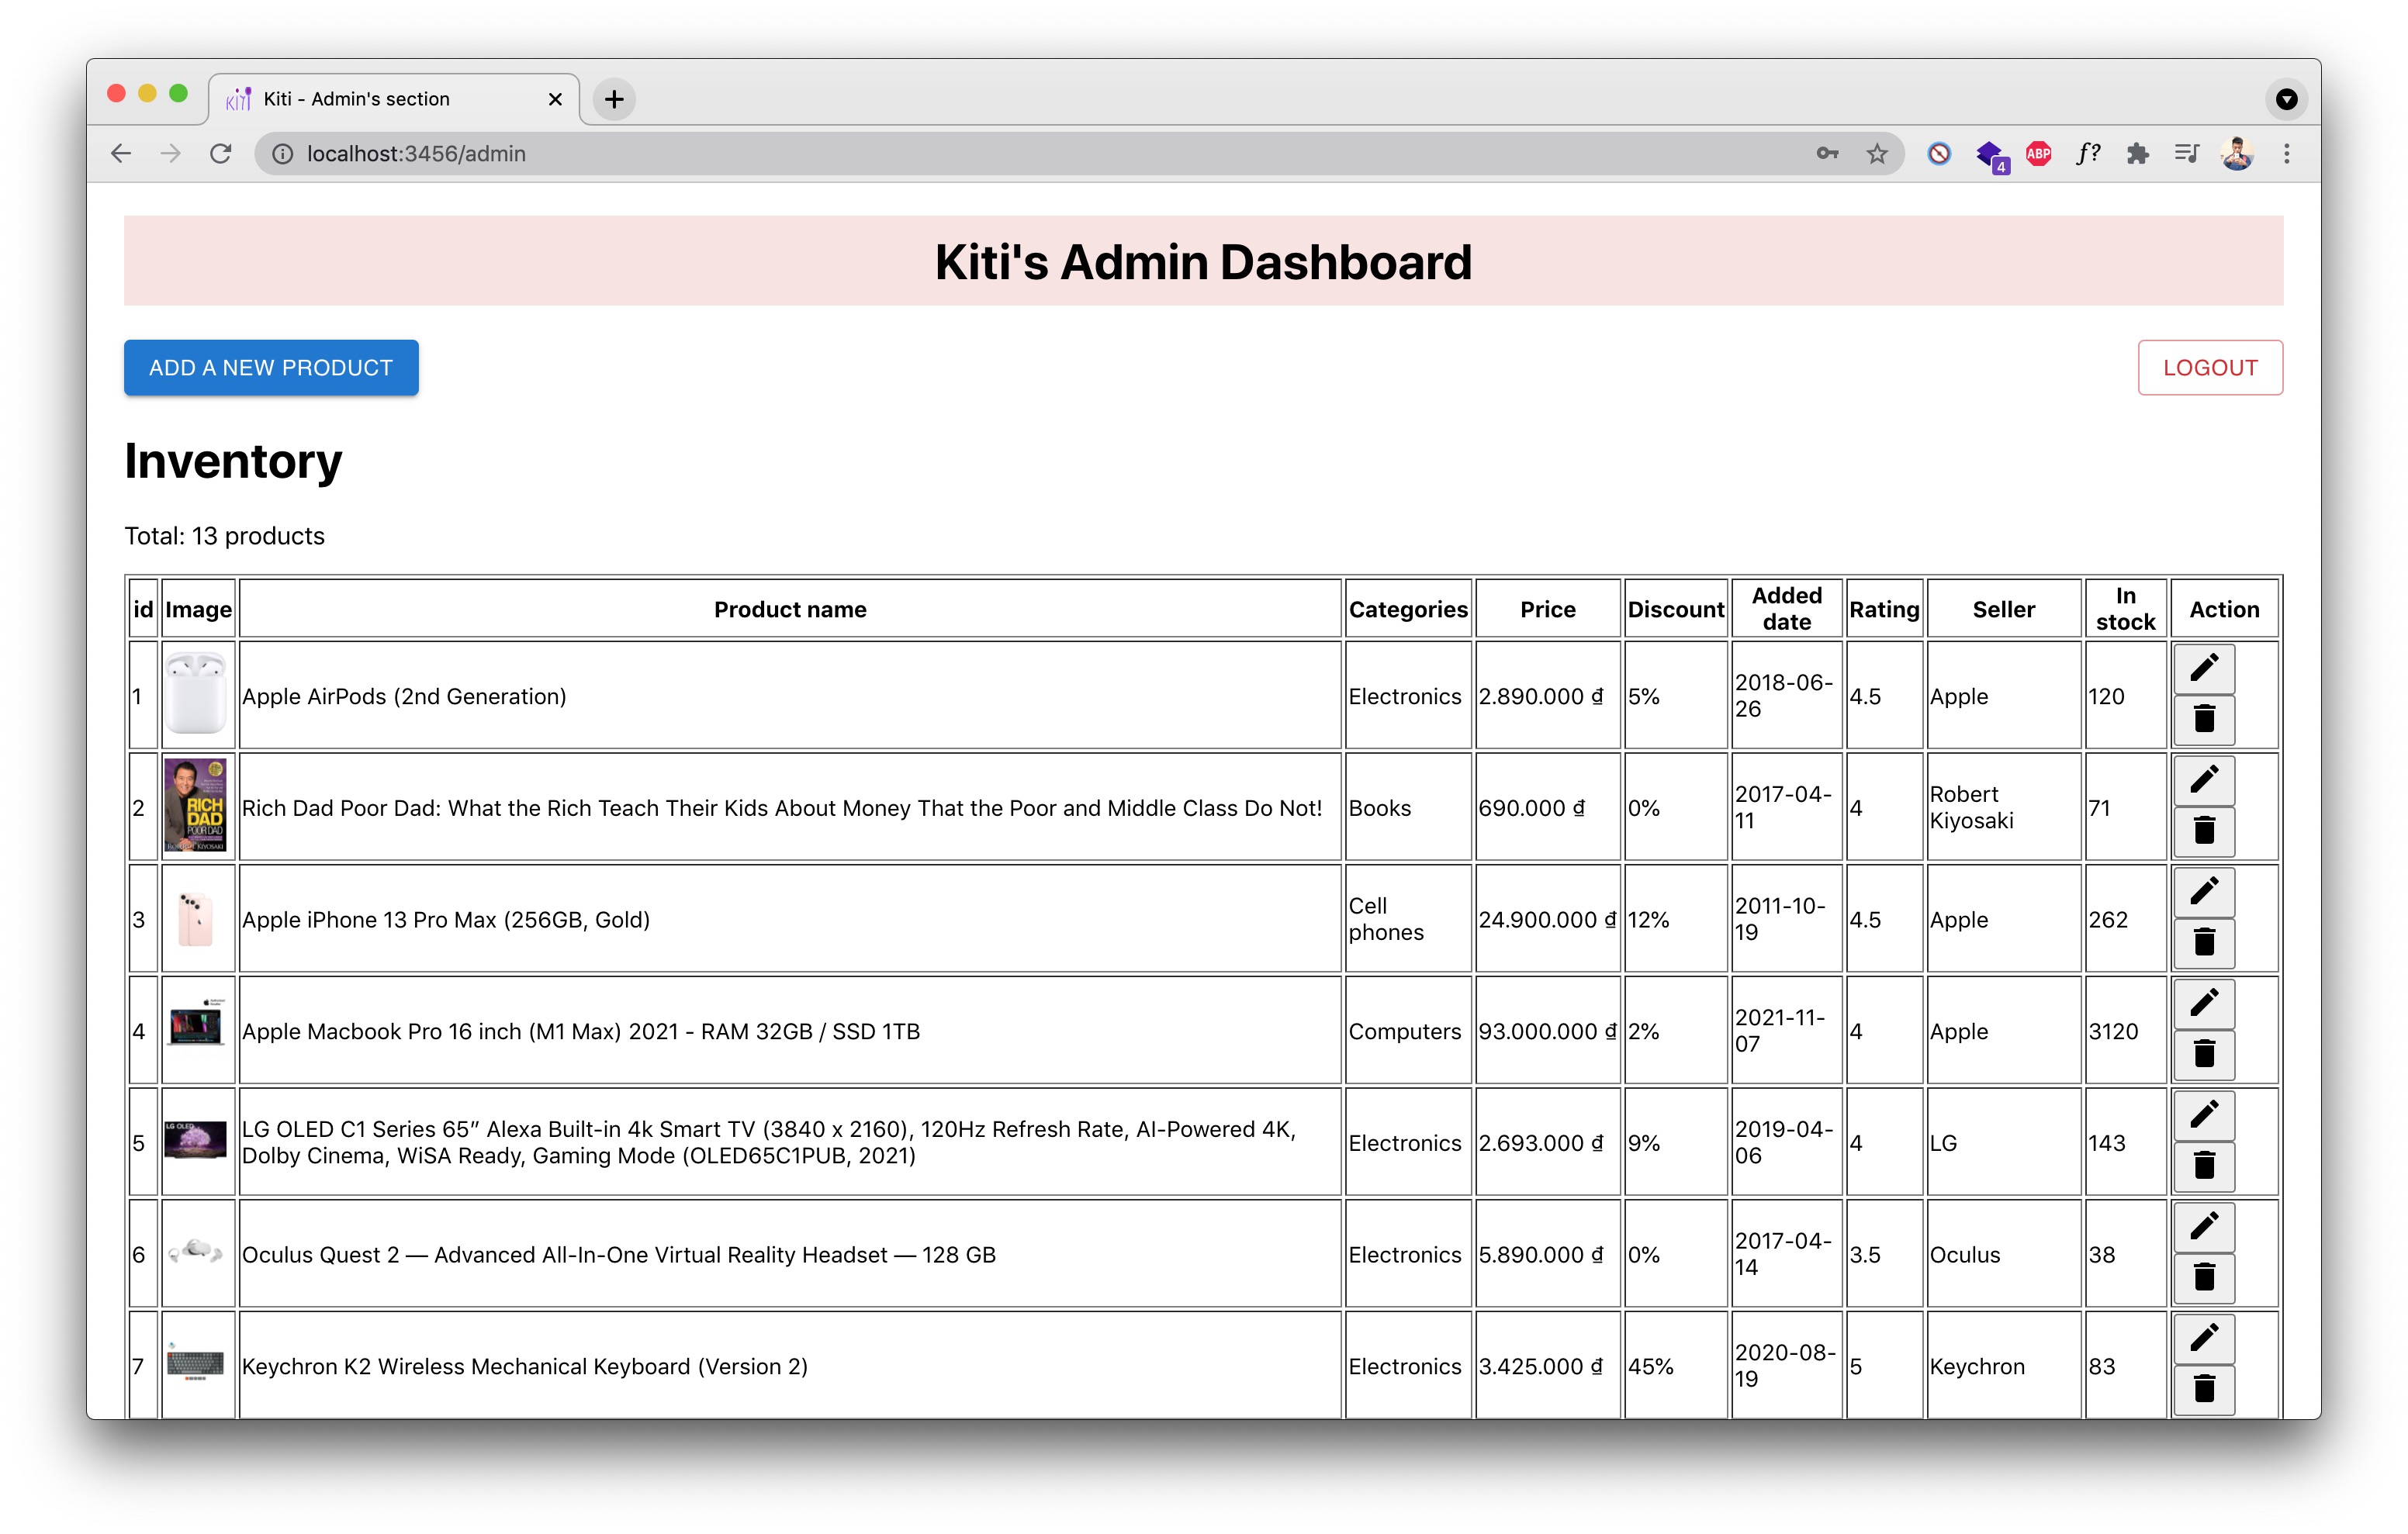 Kiti - Admin's section
localhost:3456/admin
4
ABP
f?
Kiti's Admin Dashboard
ADD A NEW PRODUCT
LOGOUT
Inventory
Total: 13 products
id Image Product name Categories Price Discount Added date Rating Seller In stock Action
1 Apple AirPods (2nd Generation) Electronics 2.890.000 ₫ 5% 2018-06-26 4.5 Apple 120
RICH
DAD
POOR DAD
2 Rich Dad Poor Dad: What the Rich Teach Their Kids About Money That the Poor and Middle Class Do Not! Books 690.000 ₫ 0% 2017-04-11 4 Robert Kiyosaki 71
3 Apple iPhone 13 Pro Max (256GB, Gold) Cell phones 24.900.000 ₫ 12% 2011-10-19 4.5 Apple 262
4 Apple Macbook Pro 16 inch (M1 Max) 2021 - RAM 32GB / SSD 1TB Computers 93.000.000 ₫ 2% 2021-11-07 4 Apple 3120
LG OLED
5 LG OLED C1 Series 65” Alexa Built-in 4k Smart TV (3840 x 2160), 120Hz Refresh Rate, AI-Powered 4K,
Dolby Cinema, WiSA Ready, Gaming Mode (OLED65C1PUB, 2021) Electronics 2.693.000 ₫ 9% 2019-04-06 4 LG 143
6 Oculus Quest 2 — Advanced All-In-One Virtual Reality Headset — 128 GB Electronics 5.890.000 ₫ 0% 2017-04-14 3.5 Oculus 38
7 Keychron K2 Wireless Mechanical Keyboard (Version 2) Electronics 3.425.000 ₫ 45% 2020-08-19 5 Keychron 83